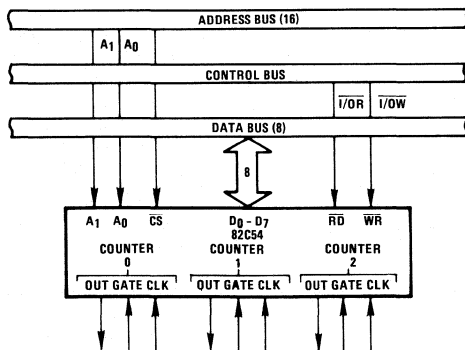 ADDRESS BUS (16)
A1 A0
CONTROL BUS
I/OR I/OW
DATA BUS (8)
8
A1 A0 CS D0 - D7 RD WR
82C54
COUNTER COUNTER COUNTER
0 1 2
OUT GATE CLK OUT GATE CLK OUT GATE CLK